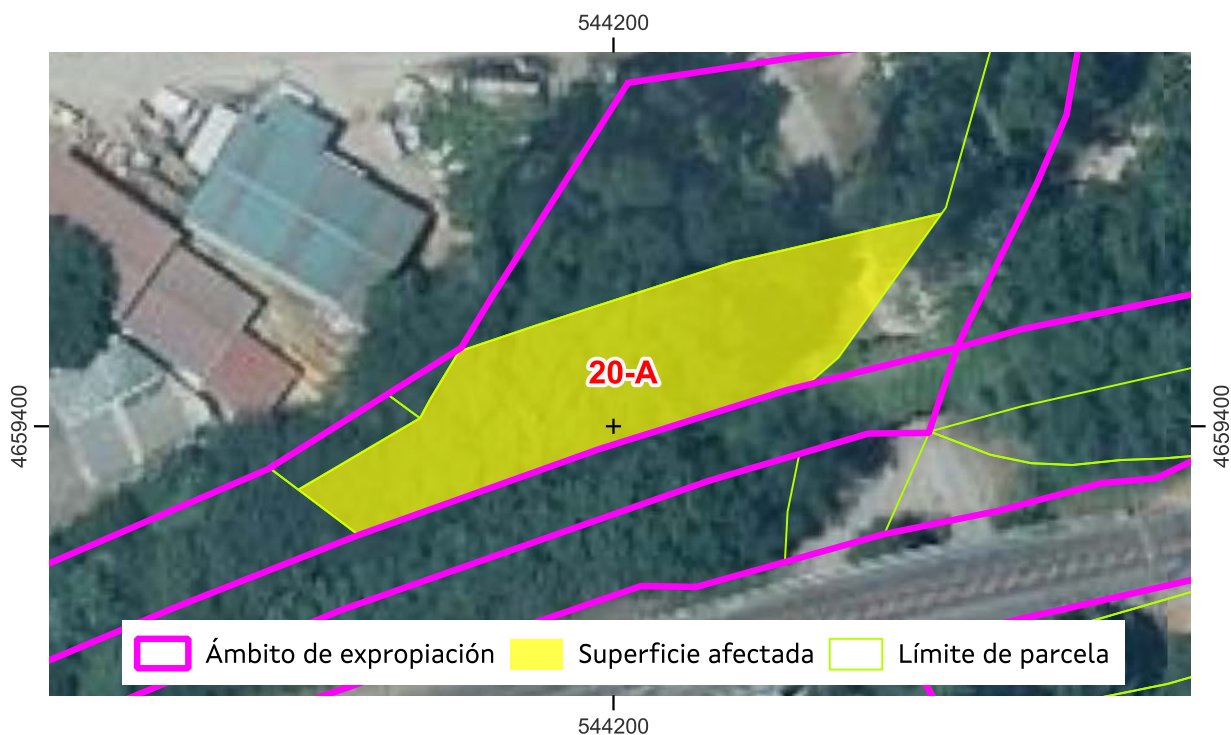 544200
4659400
4659400
20-A
Ámbito de expropiación
Superficie afectada
Límite de parcela
544200